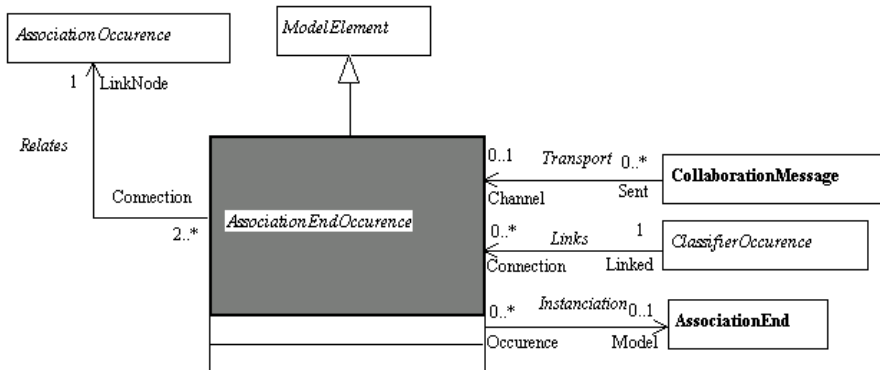 AssociationOccurence
ModelElement
1
LinkNode
Relates
Connection
2..*
AssociationEndOccurence
0..1
Transport
0..*
Channel
Sent
CollaborationMessage
0..*
Links
1
Connection
Linked
ClassifierOccurence
0..*
Instanciation
0..1
Occurence
Model
AssociationEnd